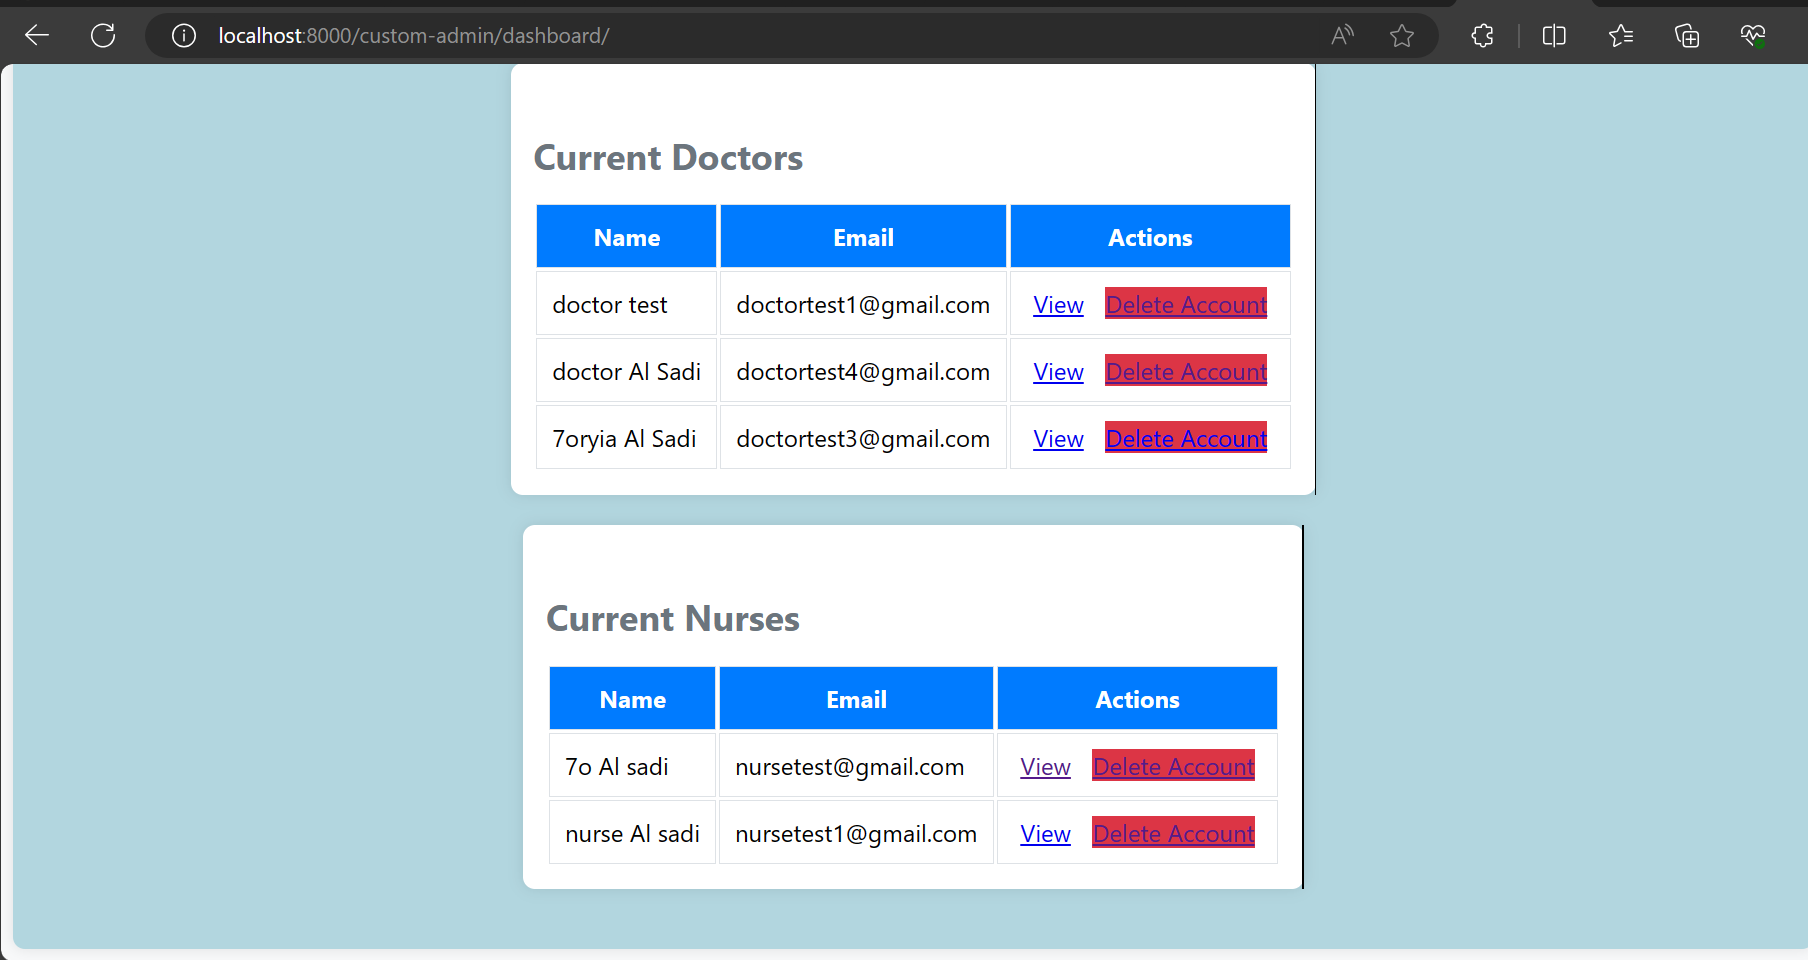 localhost:8000/custom-admin/dashboard/
Current Doctors
Name Email Actions
doctor test doctortest1@gmail.com View Delete Account
doctor Al Sadi doctortest4@gmail.com View Delete Account
7oryia Al Sadi doctortest3@gmail.com View Delete Account
Current Nurses
Name Email Actions
7o Al sadi nursetest@gmail.com View Delete Account
nurse Al sadi nursetest1@gmail.com View Delete Account